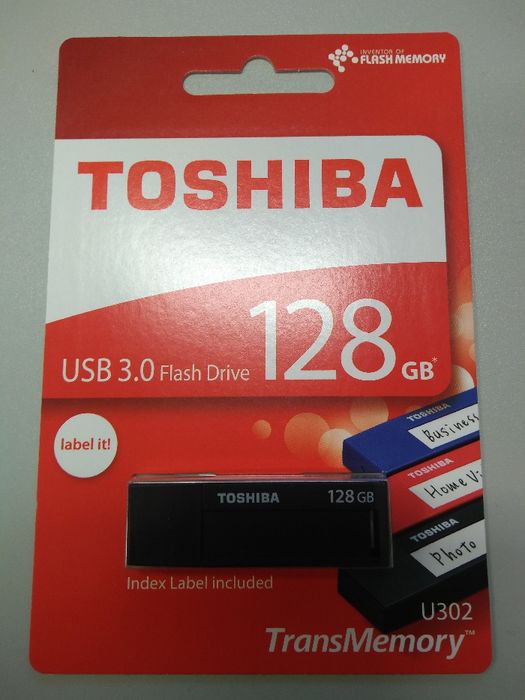 INVENTOR OF
FLASH MEMORY
TOSHIBA
USB 3.0 Flash Drive 128 GB*
label it!
TOSHIBA
Business
TOSHIBA
Home Vi
TOSHIBA
Photo
TOSHIBA 128 GB
Index Label included
U302
TransMemory™